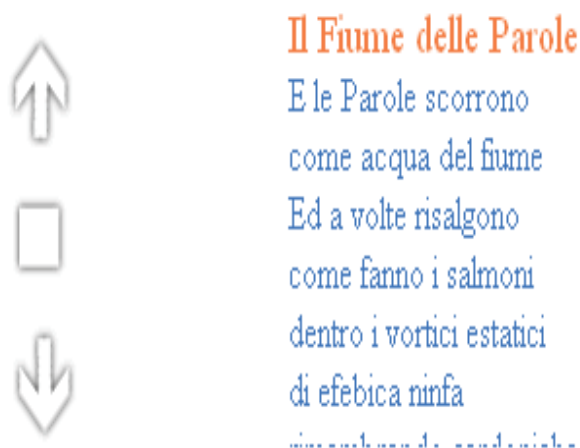 Il Fiume delle Parole
E le Parole scorrono
come acqua del fiume
Ed a volte risalgono
come fanno i salmoni
dentro i vortici estatici
di efebica ninfa